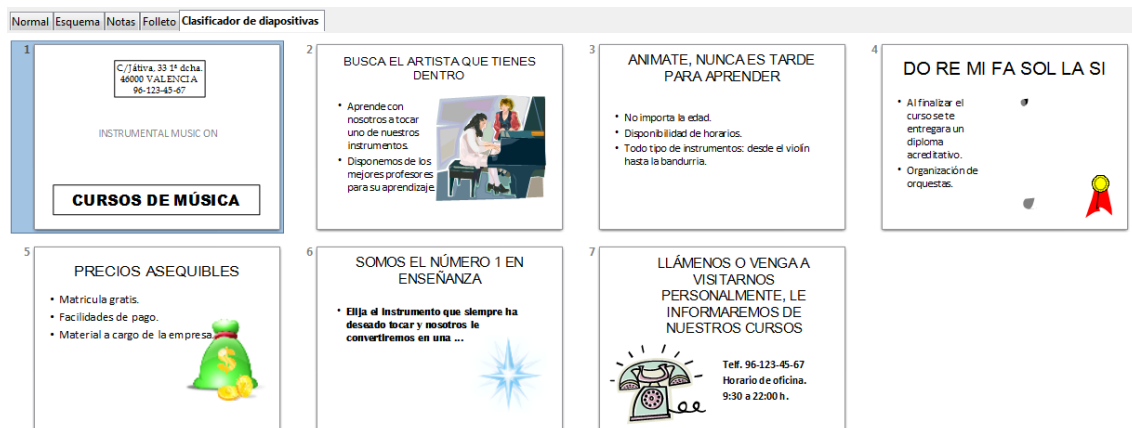 Normal Esquema Notas Folleto Clasificador de diapositivas
1
C/Játiva, 33 1ª dcha.
46000 VALENCIA
96-123-45-67
INSTRUMENTAL MUSIC ON
CURSOS DE MÚSICA
2
BUSCA EL ARTISTA QUE TIENES
DENTRO
• Aprende con
nosotros a tocar
uno de nuestros
instrumentos.
• Disponemos de los
mejores profesores
para su aprendizaje.
3
ANIMATE, NUNCA ES TARDE
PARA APRENDER
• No importa la edad.
• Disponibilidad de horarios.
• Todo tipo de instrumentos: desde el violín
hasta la bandurria.
4
DO RE MI FA SOL LA SI
• Al finalizar el
curso se te
entregara un
diploma
acreditativo.
• Organización de
orquestas.
5
PRECIOS ASEQUIBLES
• Matricula gratis.
• Facilidades de pago.
• Material a cargo de la empresa.
6
SOMOS EL NÚMERO 1 EN
ENSEÑANZA
• Elija el instrumento que siempre ha
deseado tocar y nosotros le
convertiremos en una ...
7
LLÁMENOS O VENGA A
VISITARNOS
PERSONALMENTE, LE
INFORMAREMOS DE
NUESTROS CURSOS
Telf. 96-123-45-67
Horario de oficina.
9:30 a 22:00 h.